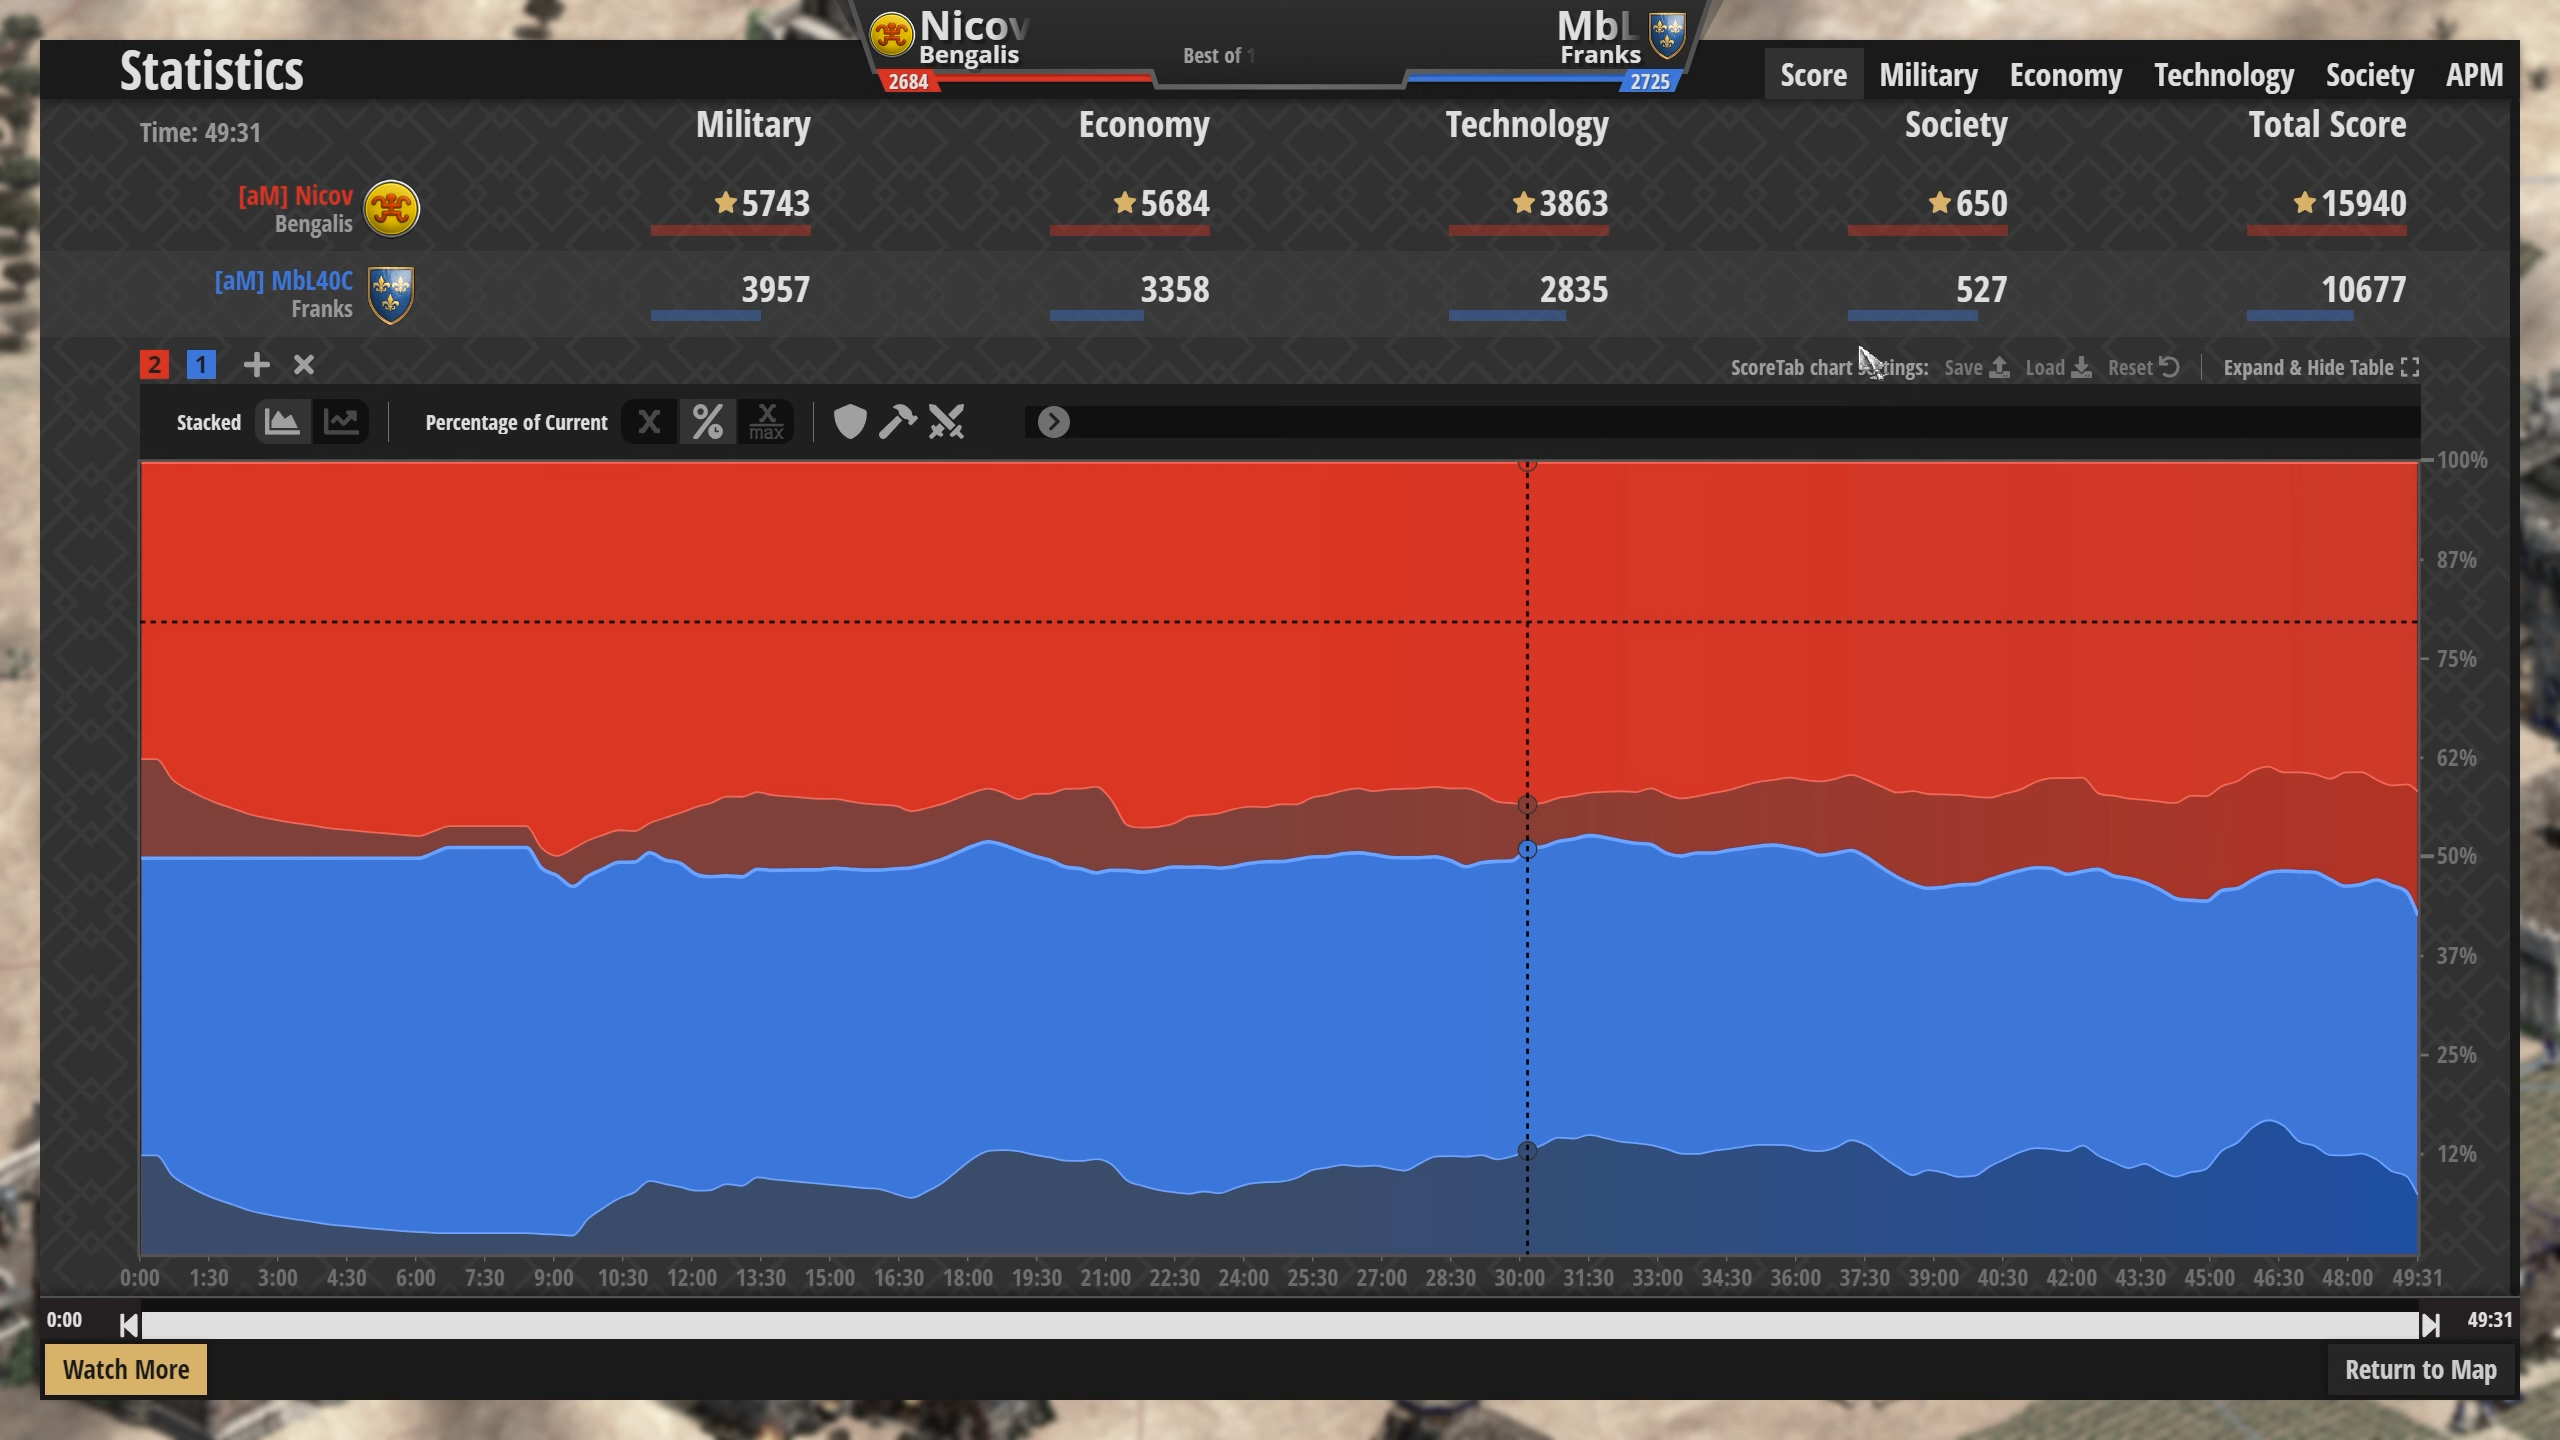 Nicov
Bengalis
2684
Best of 1
MbL
Franks
2725
Statistics
Score Military Economy Technology Society APM
Time: 49:31 Military Economy Technology Society Total Score
[aM] Nicov 5743 5684 3863 650 15940
Bengalis
[aM] MbL40C 3957 3358 2835 527 10677
Franks
2 1 ScoreTab chart settings: Save Load Reset Expand & Hide Table
Stacked Percentage of Current X % X max
100%
87%
75%
62%
50%
37%
25%
12%
0:00 1:30 3:00 4:30 6:00 7:30 9:00 10:30 12:00 13:30 15:00 16:30 18:00 19:30 21:00 22:30 24:00 25:30 27:00 28:30 30:00 31:30 33:00 34:30 36:00 37:30 39:00 40:30 42:00 43:30 45:00 46:30 48:00 49:31
0:00 49:31
Watch More Return to Map